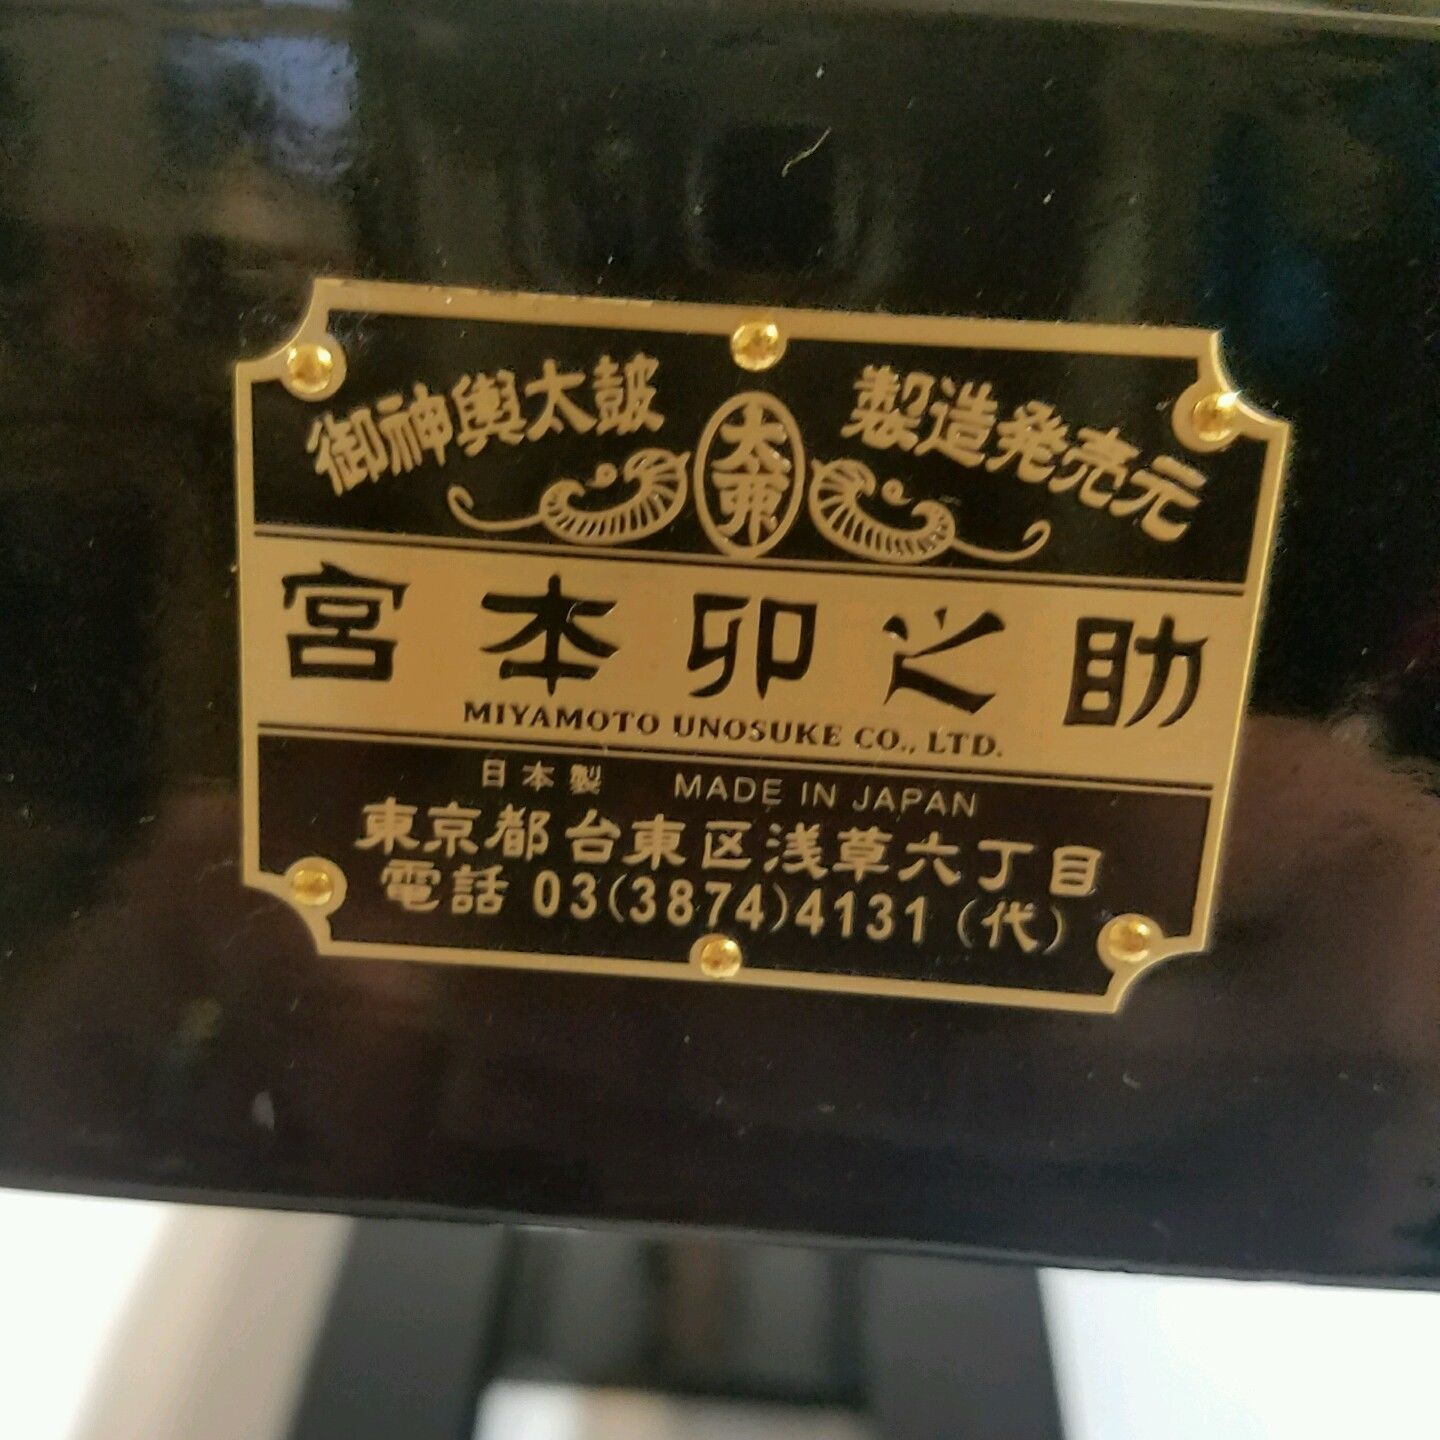 御神輿太鼓 製造発売元
太
宮本卯之助
MIYAMOTO UNOSUKE CO., LTD.
日本製 MADE IN JAPAN
東京都台東区浅草六丁目
電話 03(3874)4131 (代)